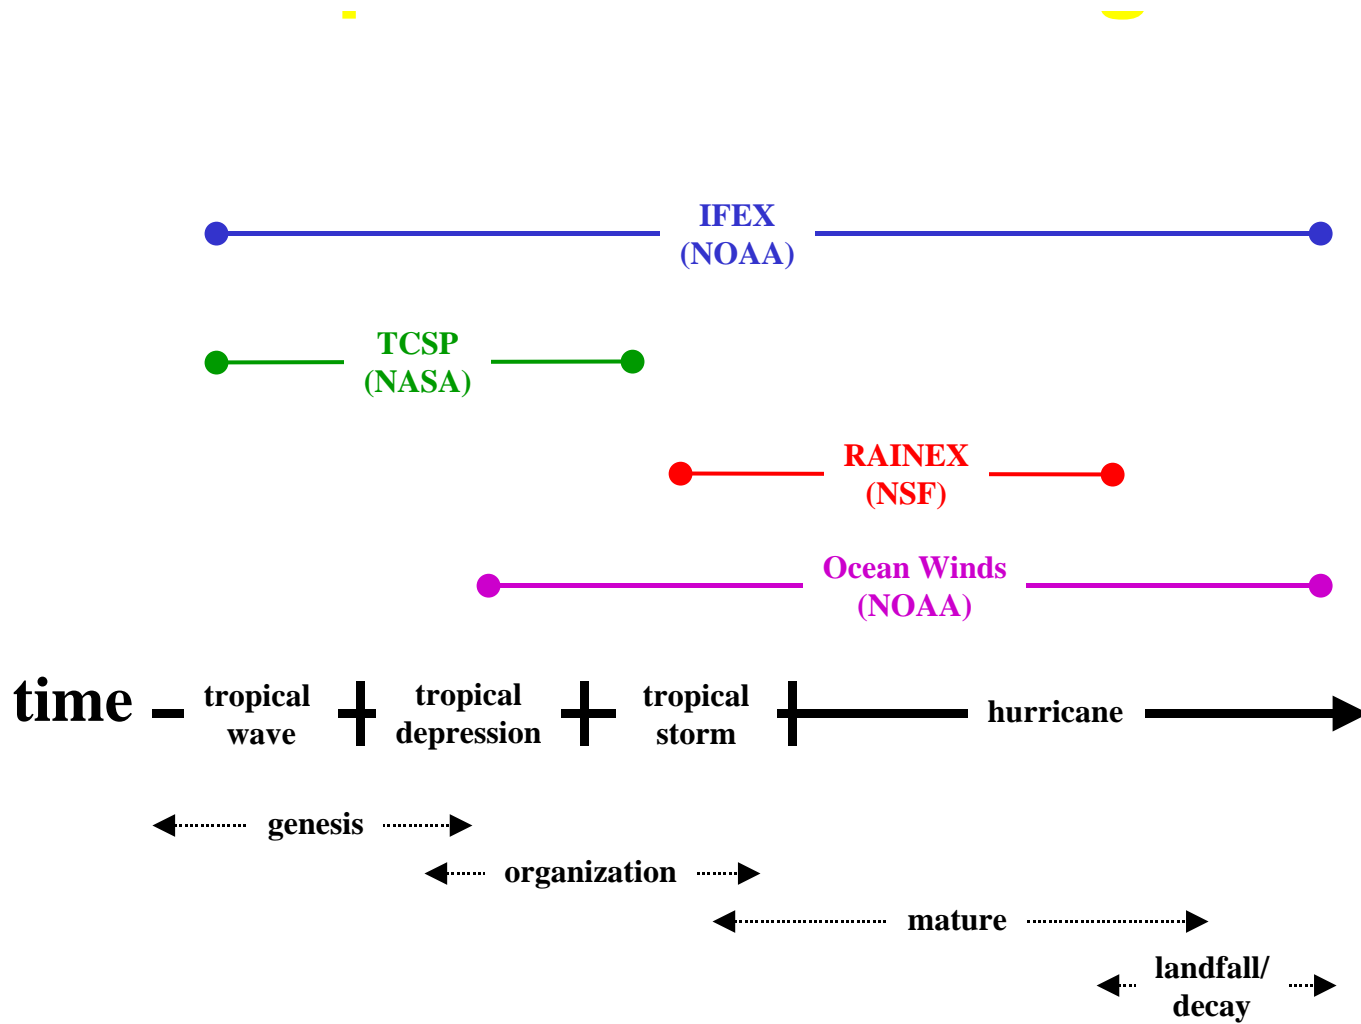 IFEX
(NOAA)
TCSP
(NASA)
RAINEX
(NSF)
Ocean Winds
(NOAA)
time
tropical
wave
tropical
depression
tropical
storm
hurricane
genesis
organization
mature
landfall/
decay